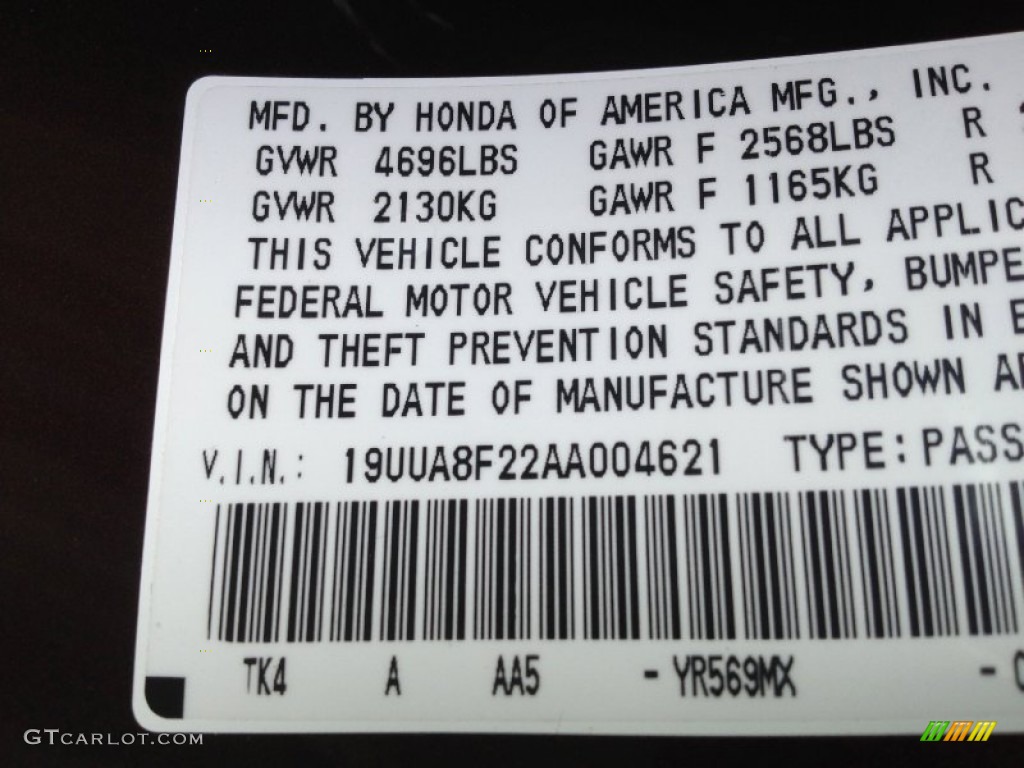 MFD. BY HONDA OF AMERICA MFG., INC.
GVWR 4696LBS GAWR F 2568LBS R
GVWR 2130KG GAWR F 1165KG R
THIS VEHICLE CONFORMS TO ALL APPLIC
FEDERAL MOTOR VEHICLE SAFETY, BUMPE
AND THEFT PREVENTION STANDARDS IN E
ON THE DATE OF MANUFACTURE SHOWN A
V.I.N.: 19UUA8F22AA004621 TYPE: PASS
TK4 A AA5 - YR569MX -
GTCARLOT.COM